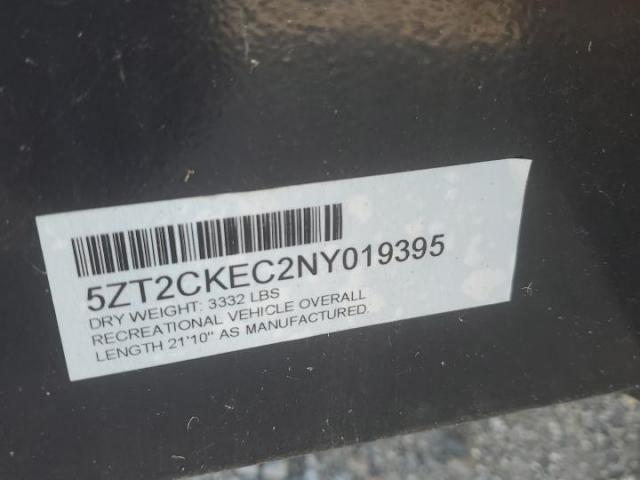 5ZT2CKEC2NY019395
DRY WEIGHT: 3332 LBS
RECREATIONAL VEHICLE OVERALL
LENGTH 21'10" AS MANUFACTURED.